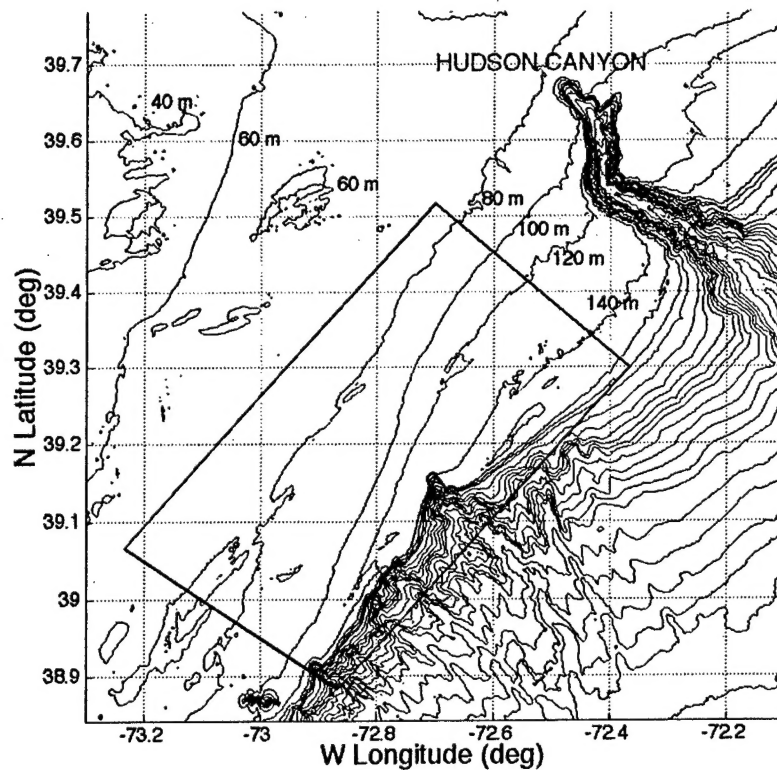 39.7
HUDSON CANYON
40 m
39.6
60 m
60 m
39.5
80 m
100 m
120 m
39.4
140 m
39.3
39.2
39.1
39
38.9
N Latitude (deg)
-73.2
-73
-72.8
-72.6
-72.4
-72.2
W Longitude (deg)